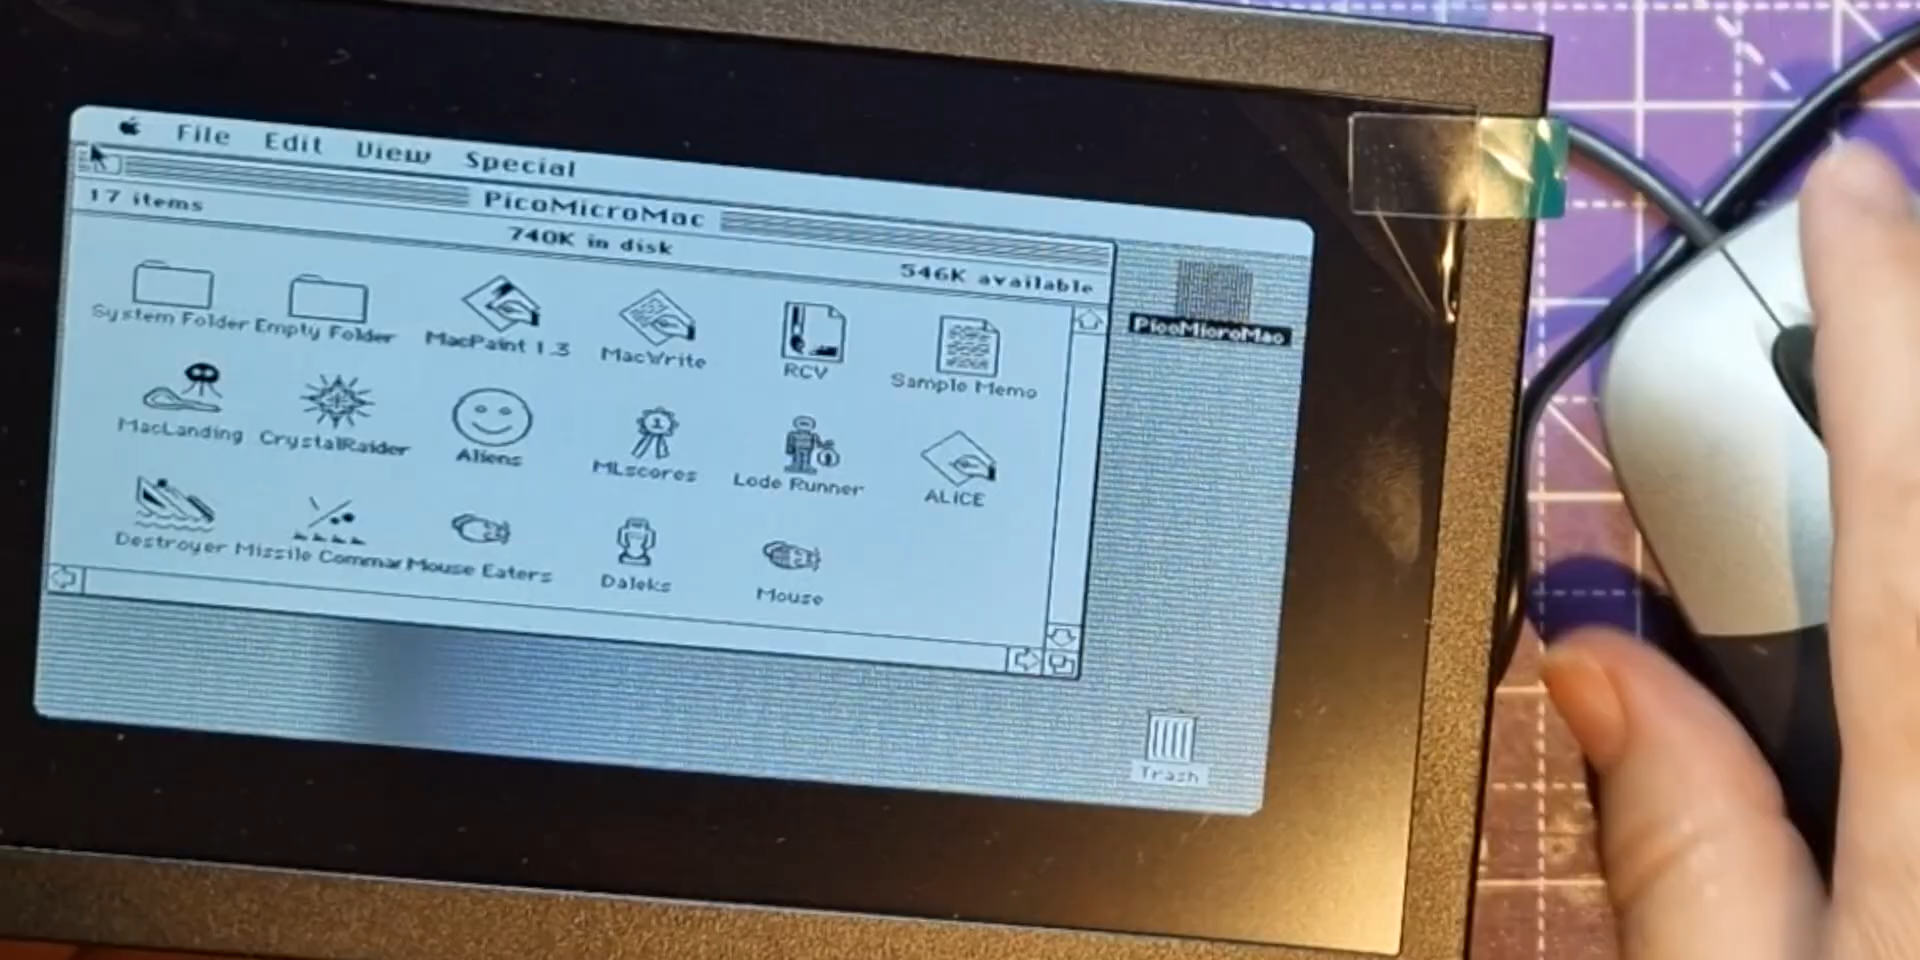 File Edit View Special
PicoMicroMac
17 items
740K in disk
546K available
System Folder Empty Folder MacPaint 1.3 MacWrite RCV Sample Memo
PicoMicroMac
MacLanding CrystalRaider Aliens MLscores Lode Runner ALICE
Destroyer Missile Commar Mouse Eaters Daleks Mouse
Trash